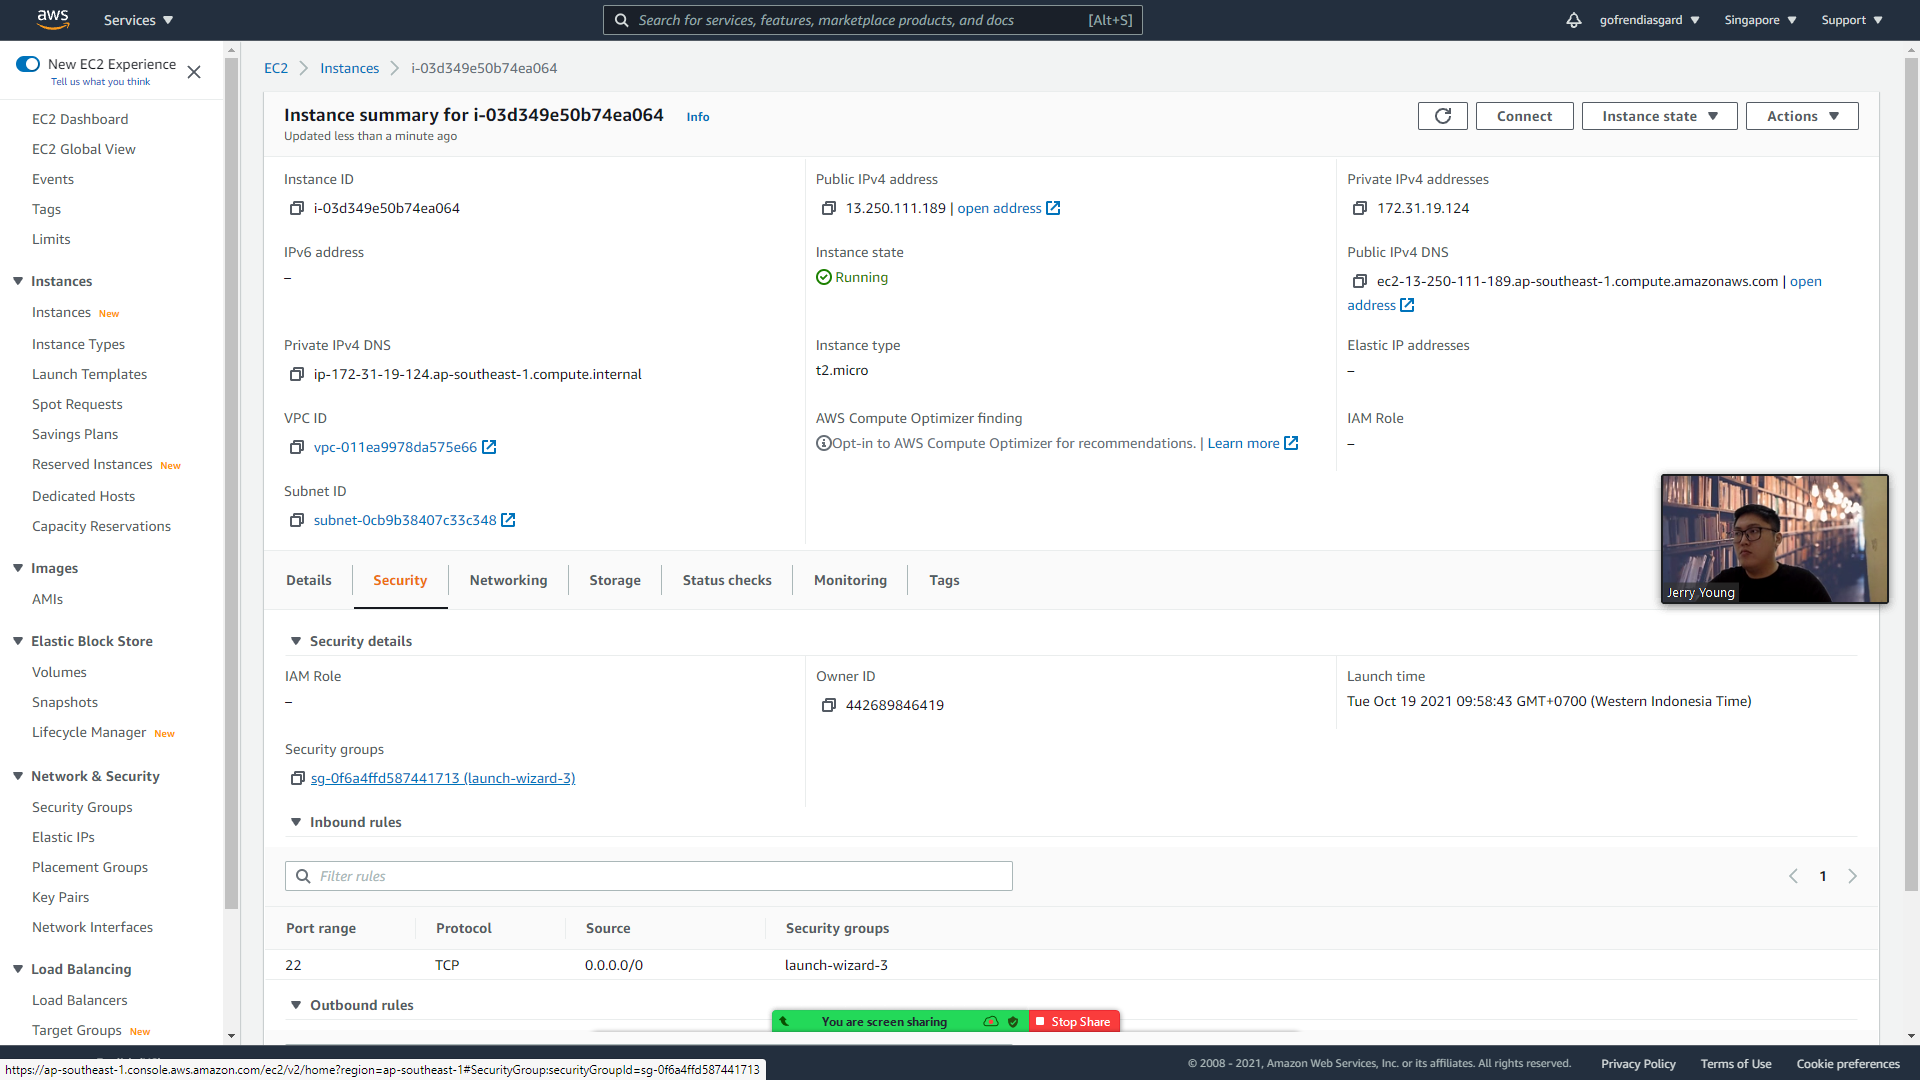 aws
Services
Search for services, features, marketplace products, and docs [Alt+S]
gofrendiasgard
Singapore
Support
New EC2 Experience
Tell us what you think
EC2 Dashboard
EC2 Global View
Events
Tags
Limits
Instances
Instances New
Instance Types
Launch Templates
Spot Requests
Savings Plans
Reserved Instances New
Dedicated Hosts
Capacity Reservations
Images
AMIs
Elastic Block Store
Volumes
Snapshots
Lifecycle Manager New
Network & Security
Security Groups
Elastic IPs
Placement Groups
Key Pairs
Network Interfaces
Load Balancing
Load Balancers
Target Groups New
EC2 > Instances > i-03d349e50b74ea064
Instance summary for i-03d349e50b74ea064 Info
Updated less than a minute ago
Connect
Instance state
Actions
Instance ID
i-03d349e50b74ea064
Public IPv4 address
13.250.111.189 | open address
Private IPv4 addresses
172.31.19.124
IPv6 address
–
Instance state
Running
Public IPv4 DNS
ec2-13-250-111-189.ap-southeast-1.compute.amazonaws.com | open
address
Private IPv4 DNS
ip-172-31-19-124.ap-southeast-1.compute.internal
Instance type
t2.micro
Elastic IP addresses
–
VPC ID
vpc-011ea9978da575e66
AWS Compute Optimizer finding
Opt-in to AWS Compute Optimizer for recommendations. | Learn more
IAM Role
–
Subnet ID
subnet-0cb9b38407c33c348
Jerry Young
Details
Security
Networking
Storage
Status checks
Monitoring
Tags
Security details
IAM Role
–
Owner ID
442689846419
Launch time
Tue Oct 19 2021 09:58:43 GMT+0700 (Western Indonesia Time)
Security groups
sg-0f6a4ffd587441713 (launch-wizard-3)
Inbound rules
Filter rules
1
Port range Protocol Source Security groups
22 TCP 0.0.0.0/0 launch-wizard-3
Outbound rules
You are screen sharing
Stop Share
https://ap-southeast-1.console.aws.amazon.com/ec2/v2/home?region=ap-southeast-1#SecurityGroup:securityGroupId=sg-0f6a4ffd587441713
© 2008 - 2021, Amazon Web Services, Inc. or its affiliates. All rights reserved.
Privacy Policy
Terms of Use
Cookie preferences